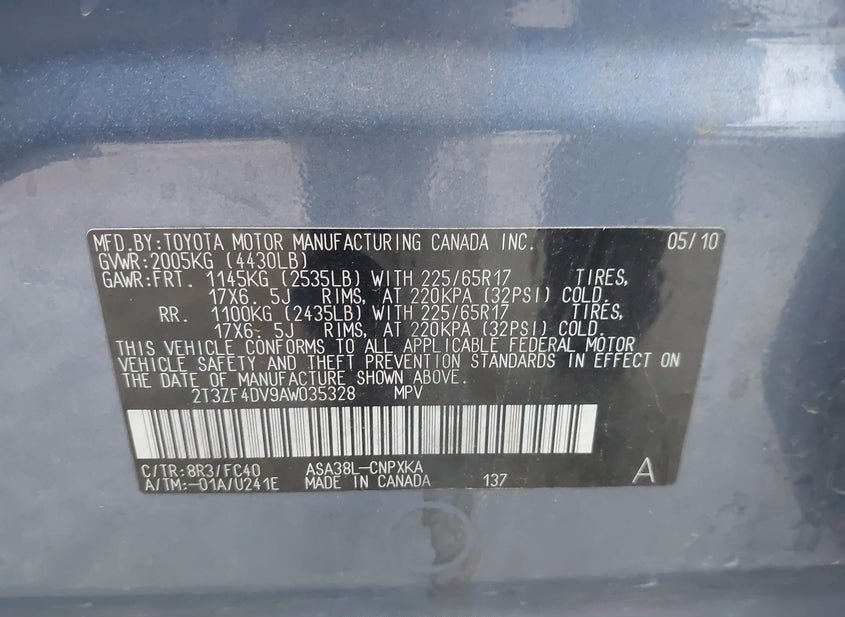 MFD.BY:TOYOTA MOTOR MANUFACTURING CANADA INC. 05/10
GVWR:2005KG (4430LB)
GAWR:FRT. 1145KG (2535LB) WITH 225/65R17 TIRES,
17X6. 5J RIMS, AT 220KPA (32PSI) COLD.
RR. 1100KG (2435LB) WITH 225/65R17 TIRES,
17X6. 5J RIMS, AT 220KPA (32PSI) COLD.
THIS VEHICLE CONFORMS TO ALL APPLICABLE FEDERAL MOTOR
VEHICLE SAFETY AND THEFT PREVENTION STANDARDS IN EFFECT ON
THE DATE OF MANUFACTURE SHOWN ABOVE.
2T3ZF4DV9AW035328 MPV
C/TR:8R3/FC40 ASA38L-CNPXKA
A/TM:-01A/U241E MADE IN CANADA 137 A